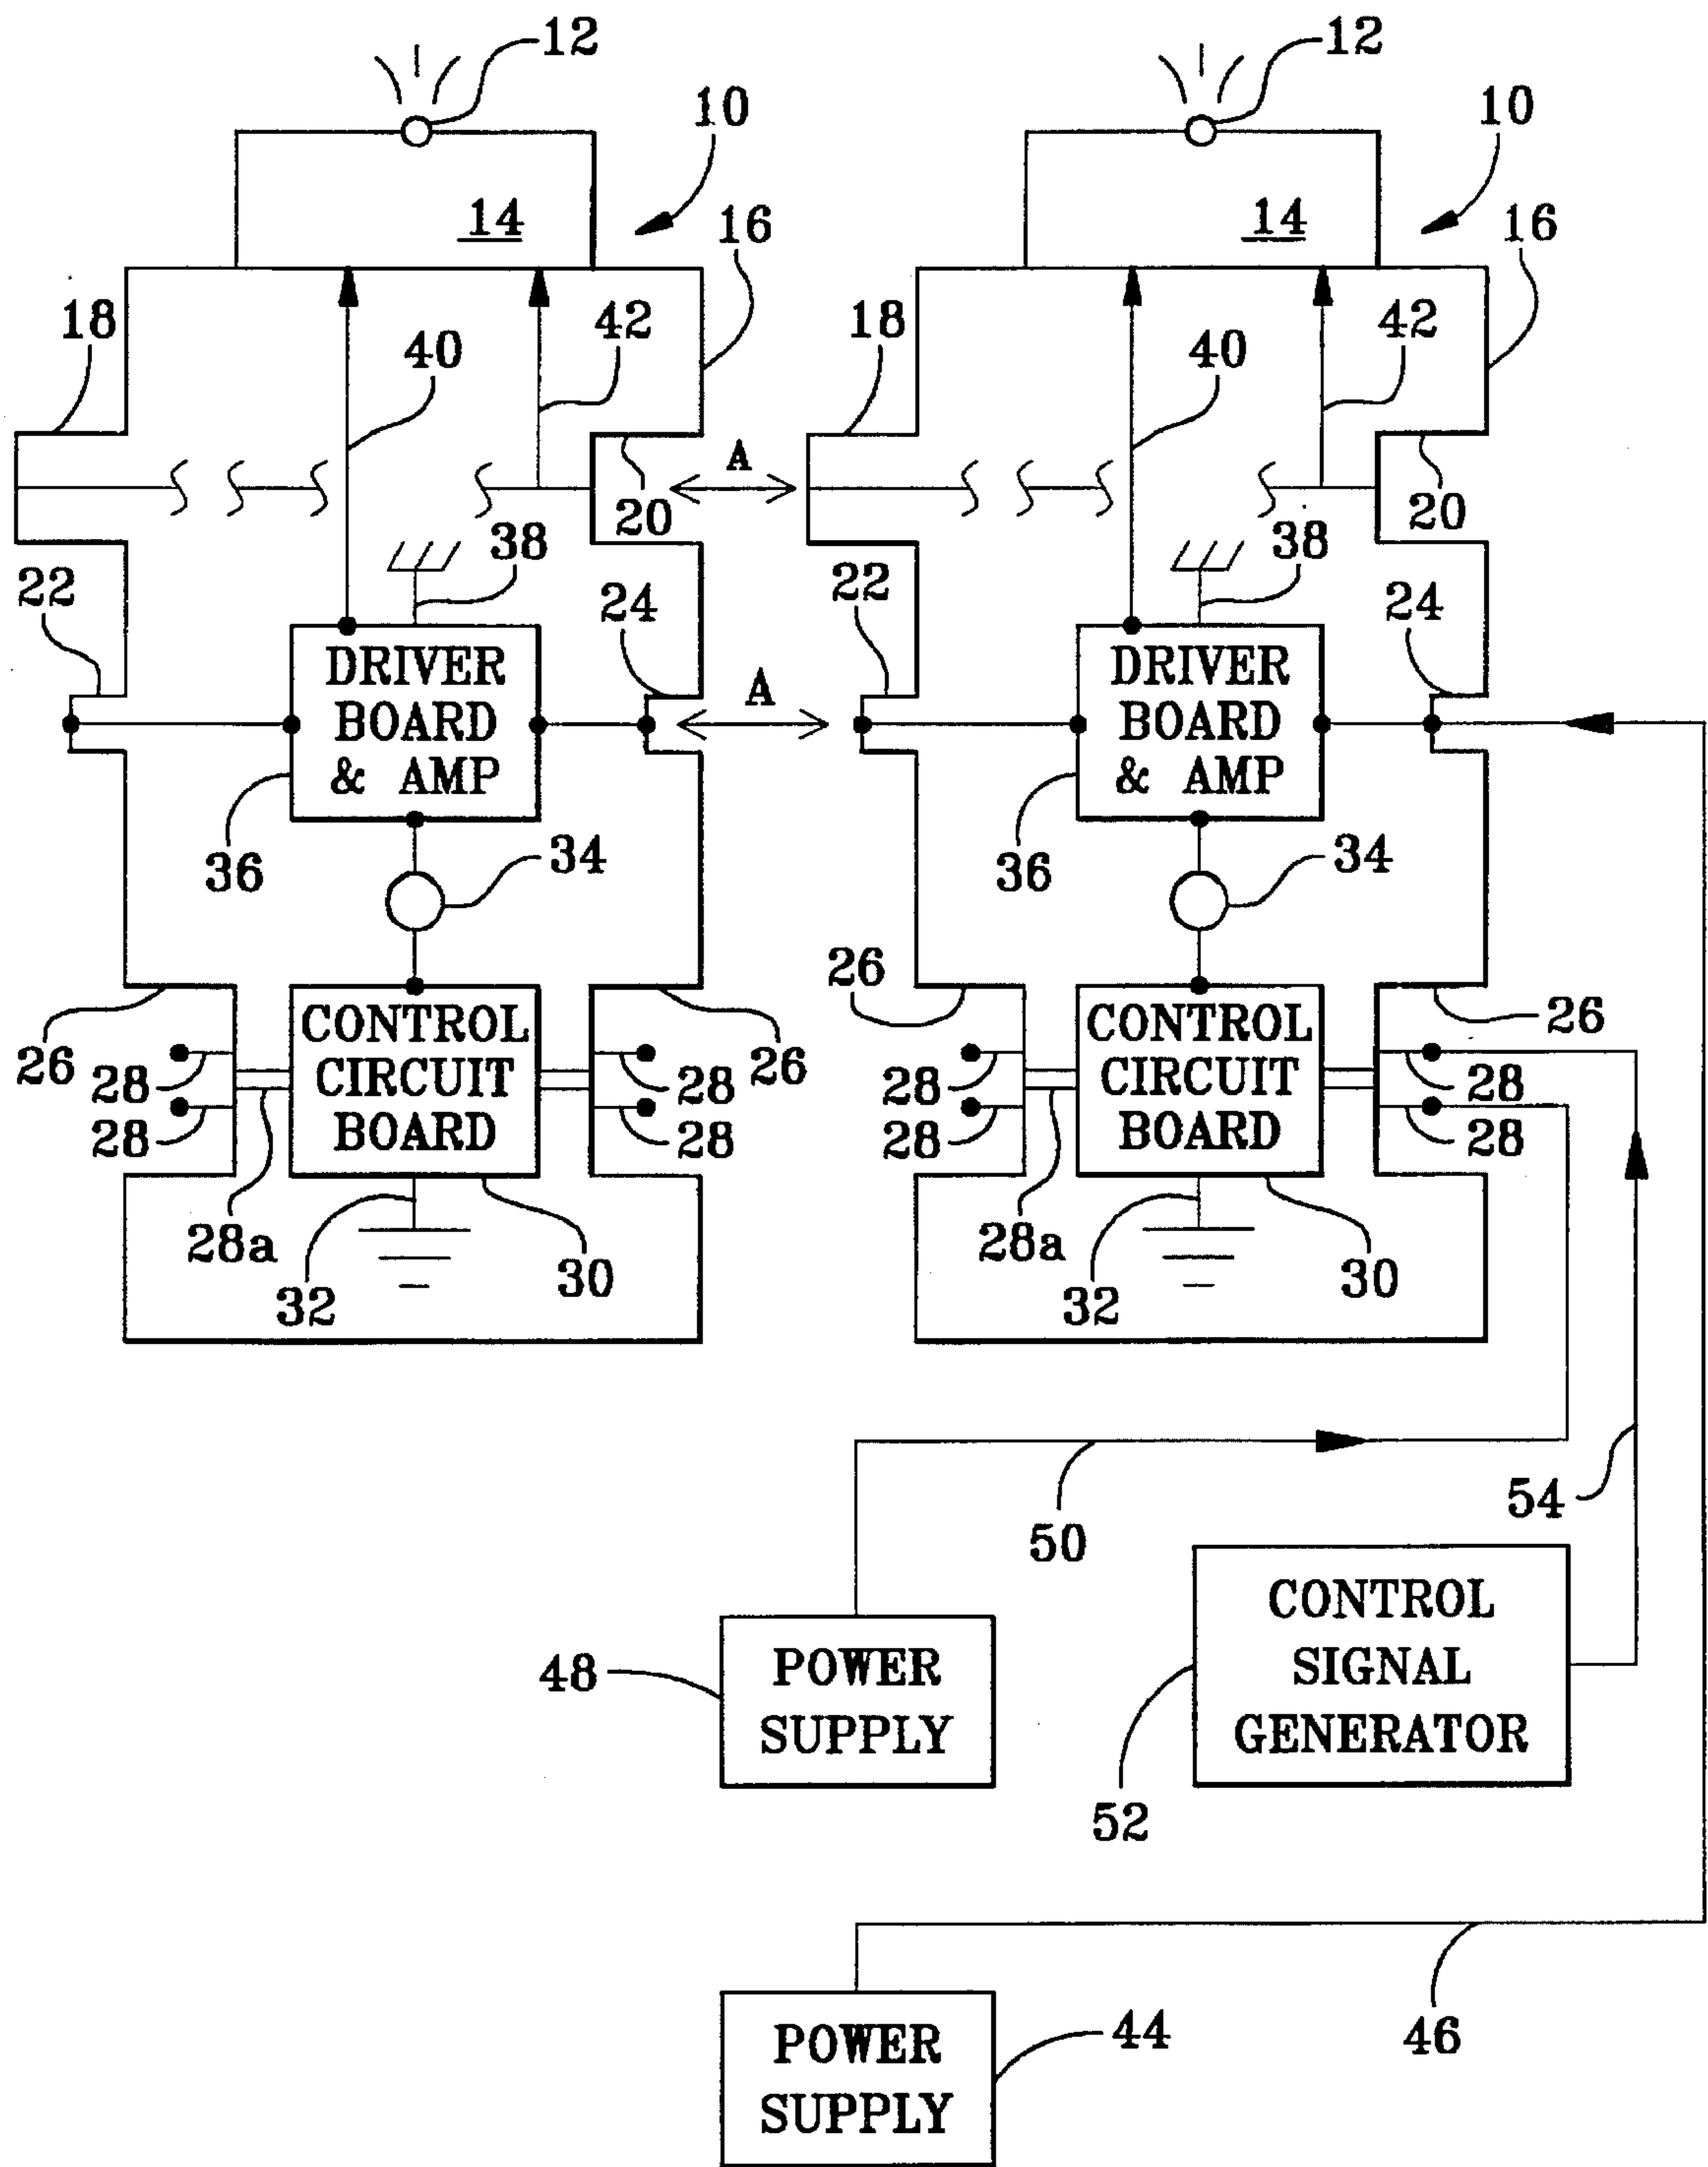 12
12
10
10
14
14
16
16
18
18
42
42
40
40
A
20
20
38
38
22
22
24
24
A
DRIVER
BOARD
& AMP
DRIVER
BOARD
& AMP
36
34
36
34
26
26
26
26
CONTROL
CIRCUIT
BOARD
CONTROL
CIRCUIT
BOARD
28
28
28
28
28
28
28
28
28a
28a
32
30
32
30
50
54
48
POWER
SUPPLY
CONTROL
SIGNAL
GENERATOR
52
46
POWER
SUPPLY
44